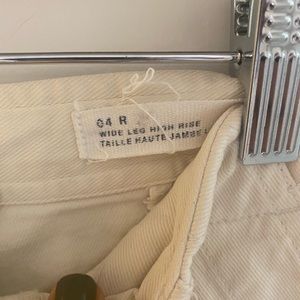 04 R
WIDE LEG HIGH RISE
TAILLE HAUTE JAMBE L